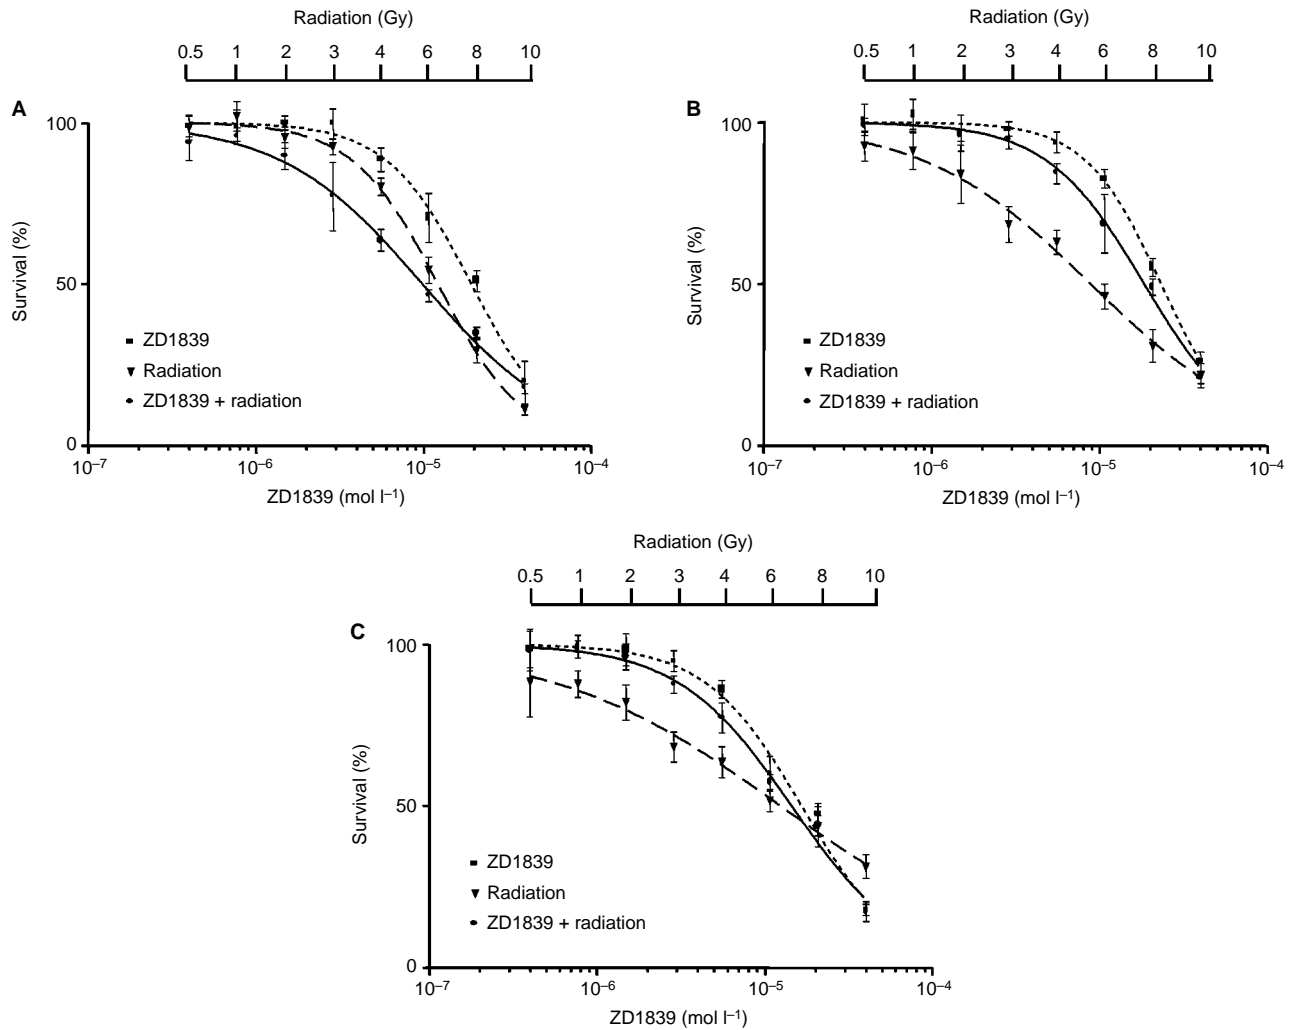 Radiation (Gy)
0.5 1 2 3 4 6 8 10
A
100
50
0
Survival (%)
ZD1839
Radiation
ZD1839 + radiation
10–7 10–6 10–5 10–4
ZD1839 (mol l–1)
Radiation (Gy)
0.5 1 2 3 4 6 8 10
B
100
50
0
Survival (%)
ZD1839
Radiation
ZD1839 + radiation
10–7 10–6 10–5 10–4
ZD1839 (mol l–1)
Radiation (Gy)
0.5 1 2 3 4 6 8 10
C
100
50
0
Survival (%)
ZD1839
Radiation
ZD1839 + radiation
10–7 10–6 10–5 10–4
ZD1839 (mol l–1)